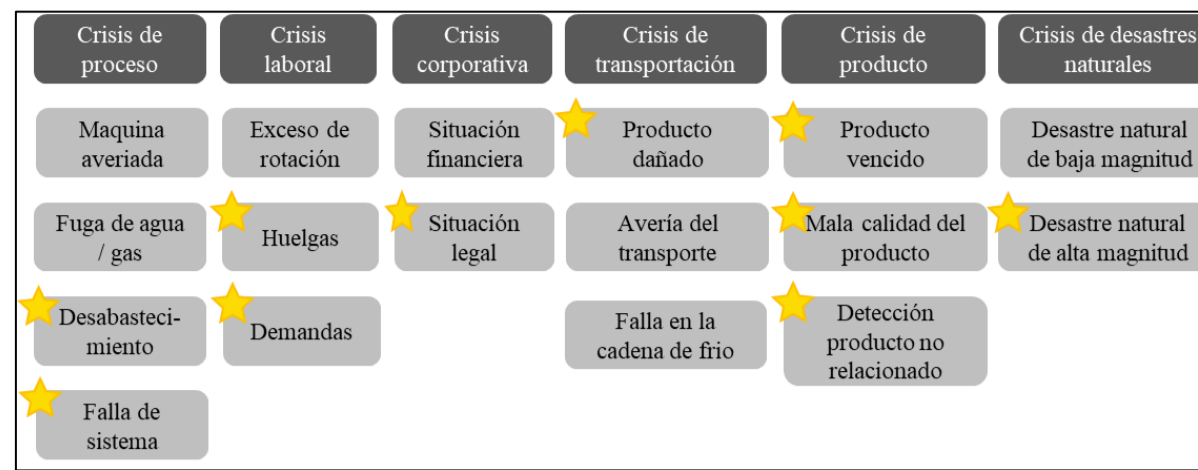 Crisis de
proceso
Crisis
laboral
Crisis
corporativa
Crisis de
transportación
Crisis de
producto
Crisis de desastres
naturales
Maquina
averiada
Exceso de
rotación
Situación
financiera
Producto
dañado
Producto
vencido
Desastre natural
de baja magnitud
Fuga de agua
/ gas
Huelgas
Situación
legal
Avería del
transporte
Mala calidad del
producto
Desastre natural
de alta magnitud
Desabasteci-
miento
Demandas
Falla en la
cadena de frio
Detección
producto no
relacionado
Falla de
sistema